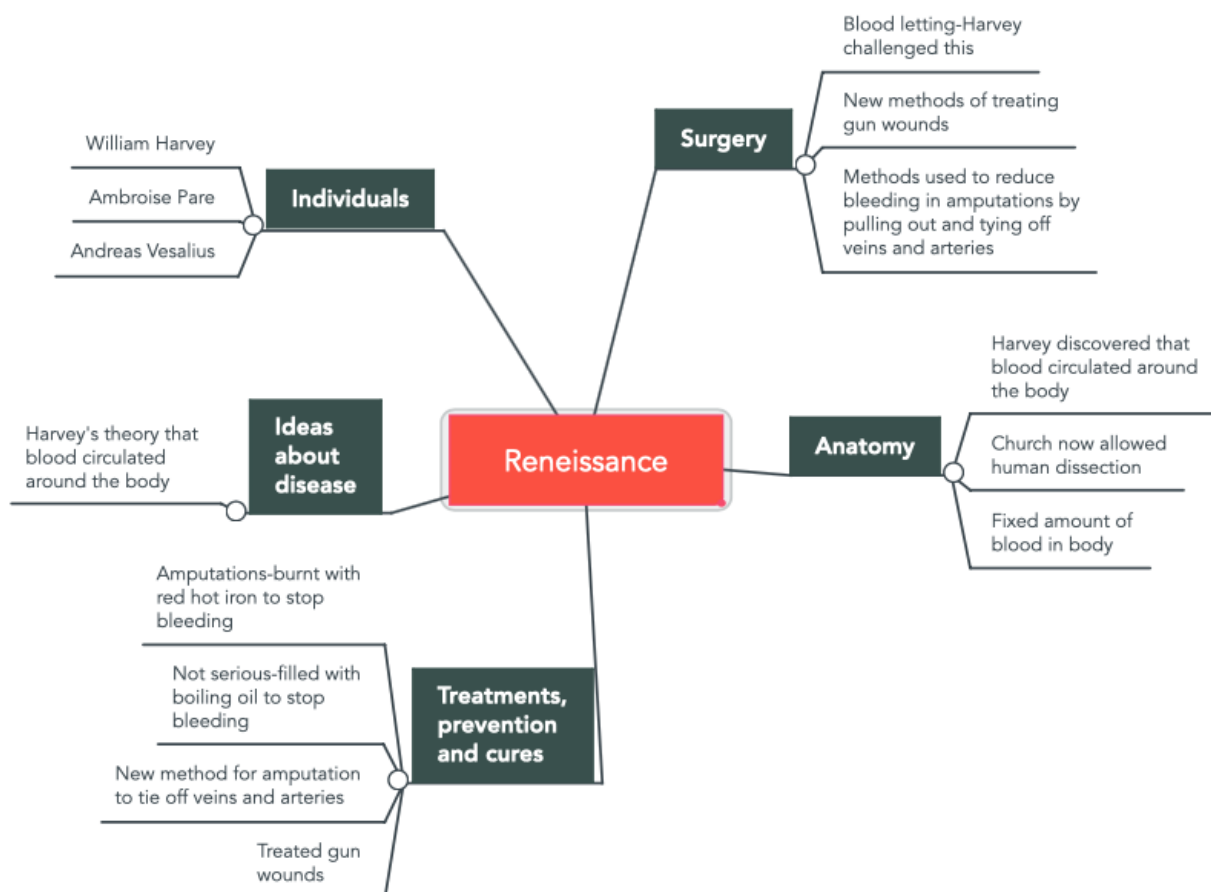 Reneissance
Individuals
William Harvey
Ambroise Pare
Andreas Vesalius
Surgery
Blood letting-Harvey
challenged this
New methods of treating
gun wounds
Methods used to reduce
bleeding in amputations by
pulling out and tying off
veins and arteries
Anatomy
Harvey discovered that
blood circulated around
the body
Church now allowed
human dissection
Fixed amount of
blood in body
Ideas
about
disease
Harvey's theory that
blood circulated
around the body
Treatments,
prevention
and cures
Amputations-burnt with
red hot iron to stop
bleeding
Not serious-filled with
boiling oil to stop
bleeding
New method for amputation
to tie off veins and arteries
Treated gun
wounds